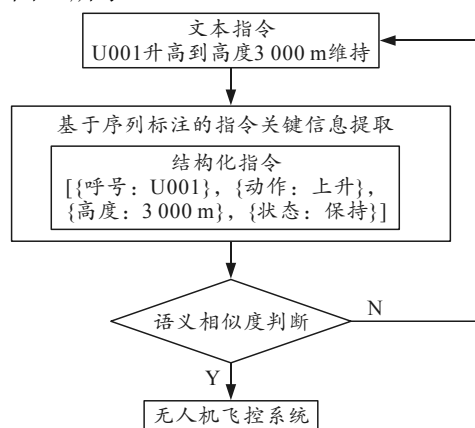 文本指令
U001升高到高度3 000 m维持
基于序列标注的指令关键信息提取
结构化指令
[{呼号：U001}，{动作：上升}，
{高度：3 000 m}，{状态：保持}]
语义相似度判断
N
Y
无人机飞控系统